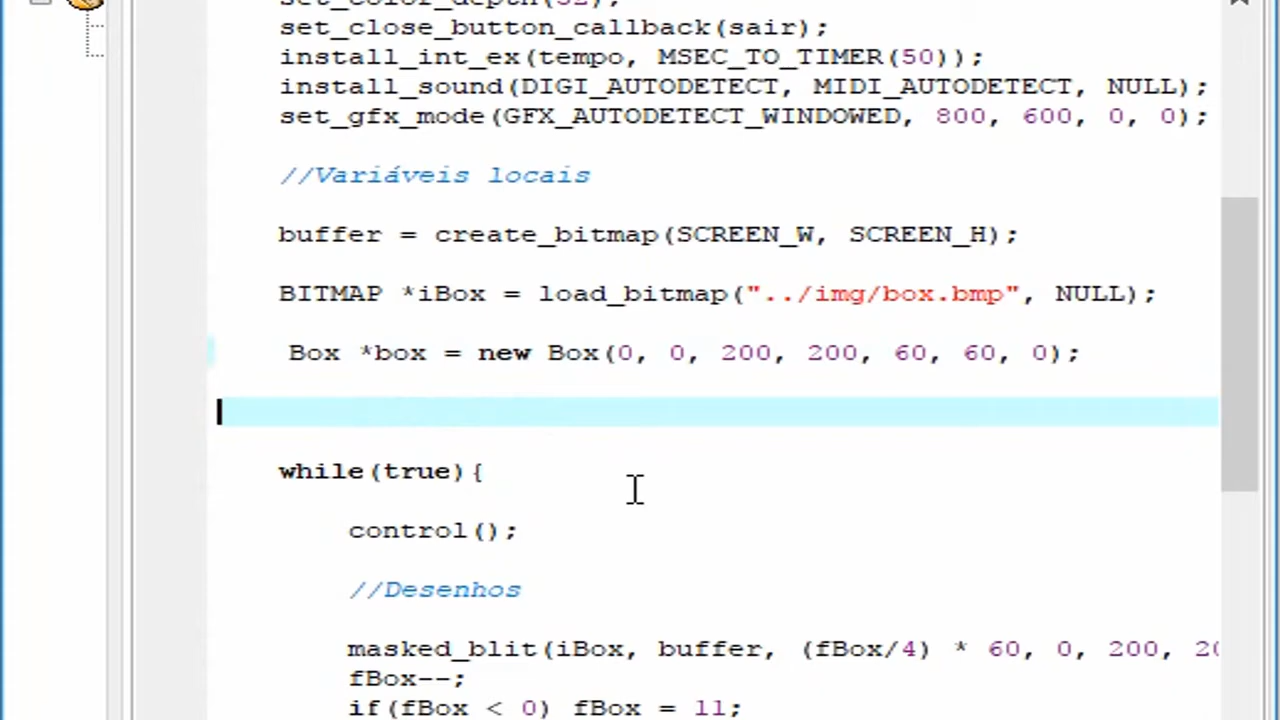 set_color_depth(32);
set_close_button_callback(sair);
install_int_ex(tempo, MSEC_TO_TIMER(50));
install_sound(DIGI_AUTODETECT, MIDI_AUTODETECT, NULL);
set_gfx_mode(GFX_AUTODETECT_WINDOWED, 800, 600, 0, 0);
//Variáveis locais
buffer = create_bitmap(SCREEN_W, SCREEN_H);
BITMAP *iBox = load_bitmap("../img/box.bmp", NULL);
Box *box = new Box(0, 0, 200, 200, 60, 60, 0);
while(true){
control();
//Desenhos
masked_blit(iBox, buffer, (fBox/4) * 60, 0, 200,
fBox--;
if(fBox < 0) fBox = 11;